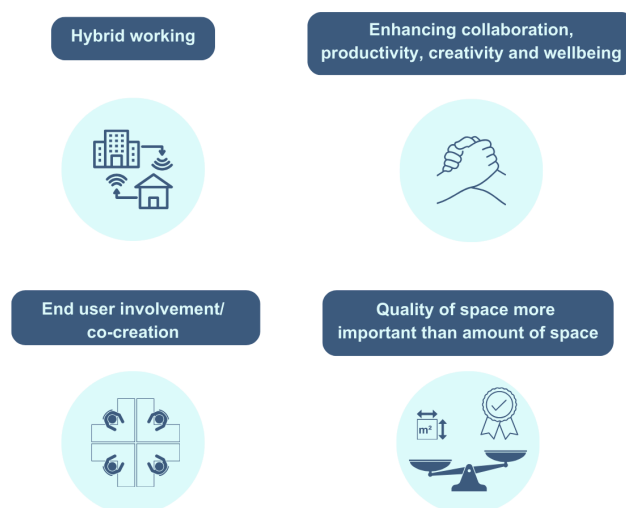 Hybrid working
Enhancing collaboration,
productivity, creativity and wellbeing
End user involvement/
co-creation
Quality of space more
important than amount of space
m²